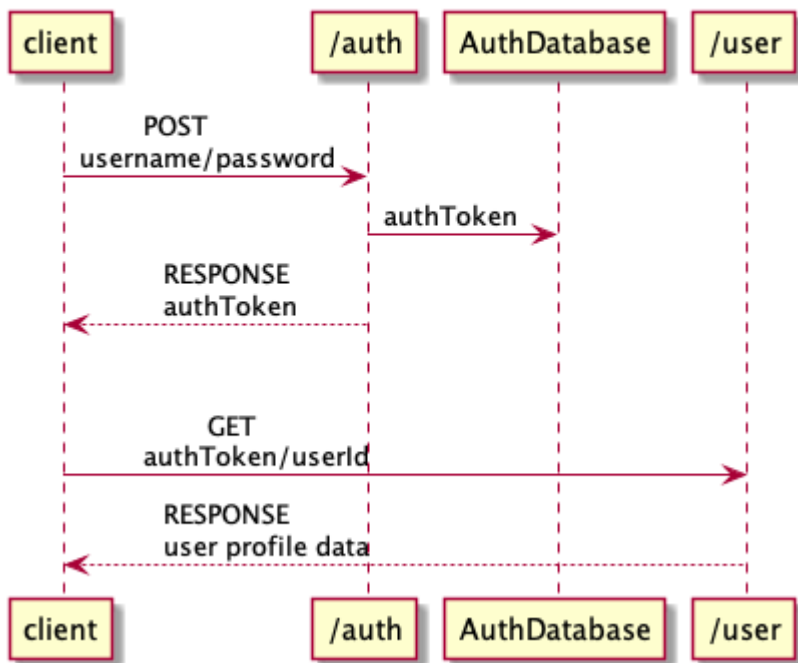 client /auth AuthDatabase /user
POST
username/password
authToken
RESPONSE
authToken
GET
authToken/userId
RESPONSE
user profile data
client /auth AuthDatabase /user